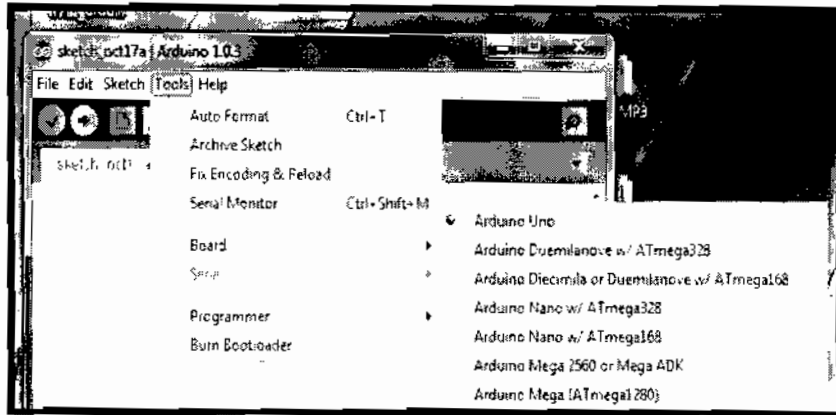 sketch_oct17a | Arduino 1.0.3
File Edit Sketch Tools Help
MP3
Auto Format Ctrl+T
Archive Sketch
Fix Encoding & Reload
Serial Monitor Ctrl+Shift+M
Board
Serial
Programmer
Burn Bootloader
Arduino Uno
Arduino Duemilanove w/ ATmega328
Arduino Diecimila or Duemilanove w/ ATmega168
Arduino Nano w/ ATmega328
Arduino Nano w/ ATmega168
Arduino Mega 2560 or Mega ADK
Arduino Mega (ATmega1280)